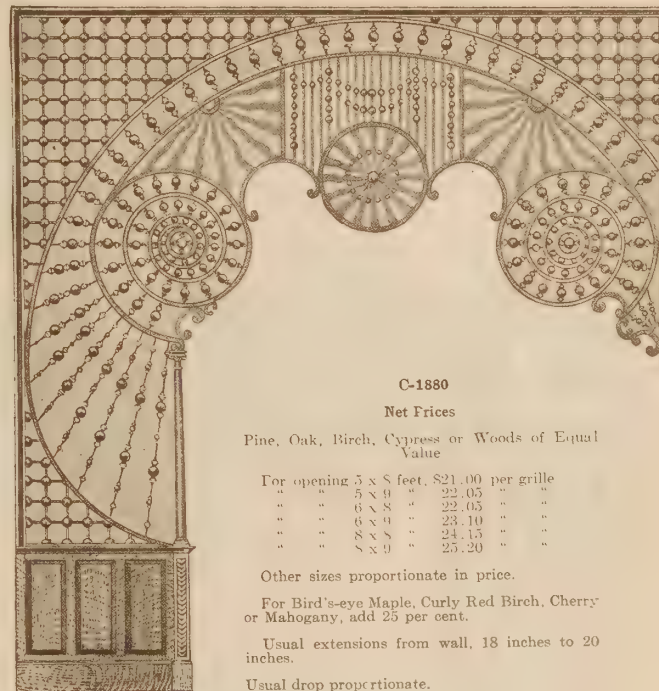 C-1880
Net Prices
Pine, Oak, Birch, Cypress or Woods of Equal
Value
For opening 5 x 8 feet, $21.00 per grille
" " 5 x 9 " 22.05 " "
" " 6 x 8 " 22.05 " "
" " 6 x 9 " 23.10 " "
" " 8 x 8 " 24.15 " "
" " 8 x 9 " 25.20 " "
Other sizes proportionate in price.
For Bird's-eye Maple, Curly Red Birch, Cherry
or Mahogany, add 25 per cent.
Usual extensions from wall, 18 inches to 20
inches.
Usual drop proportionate.